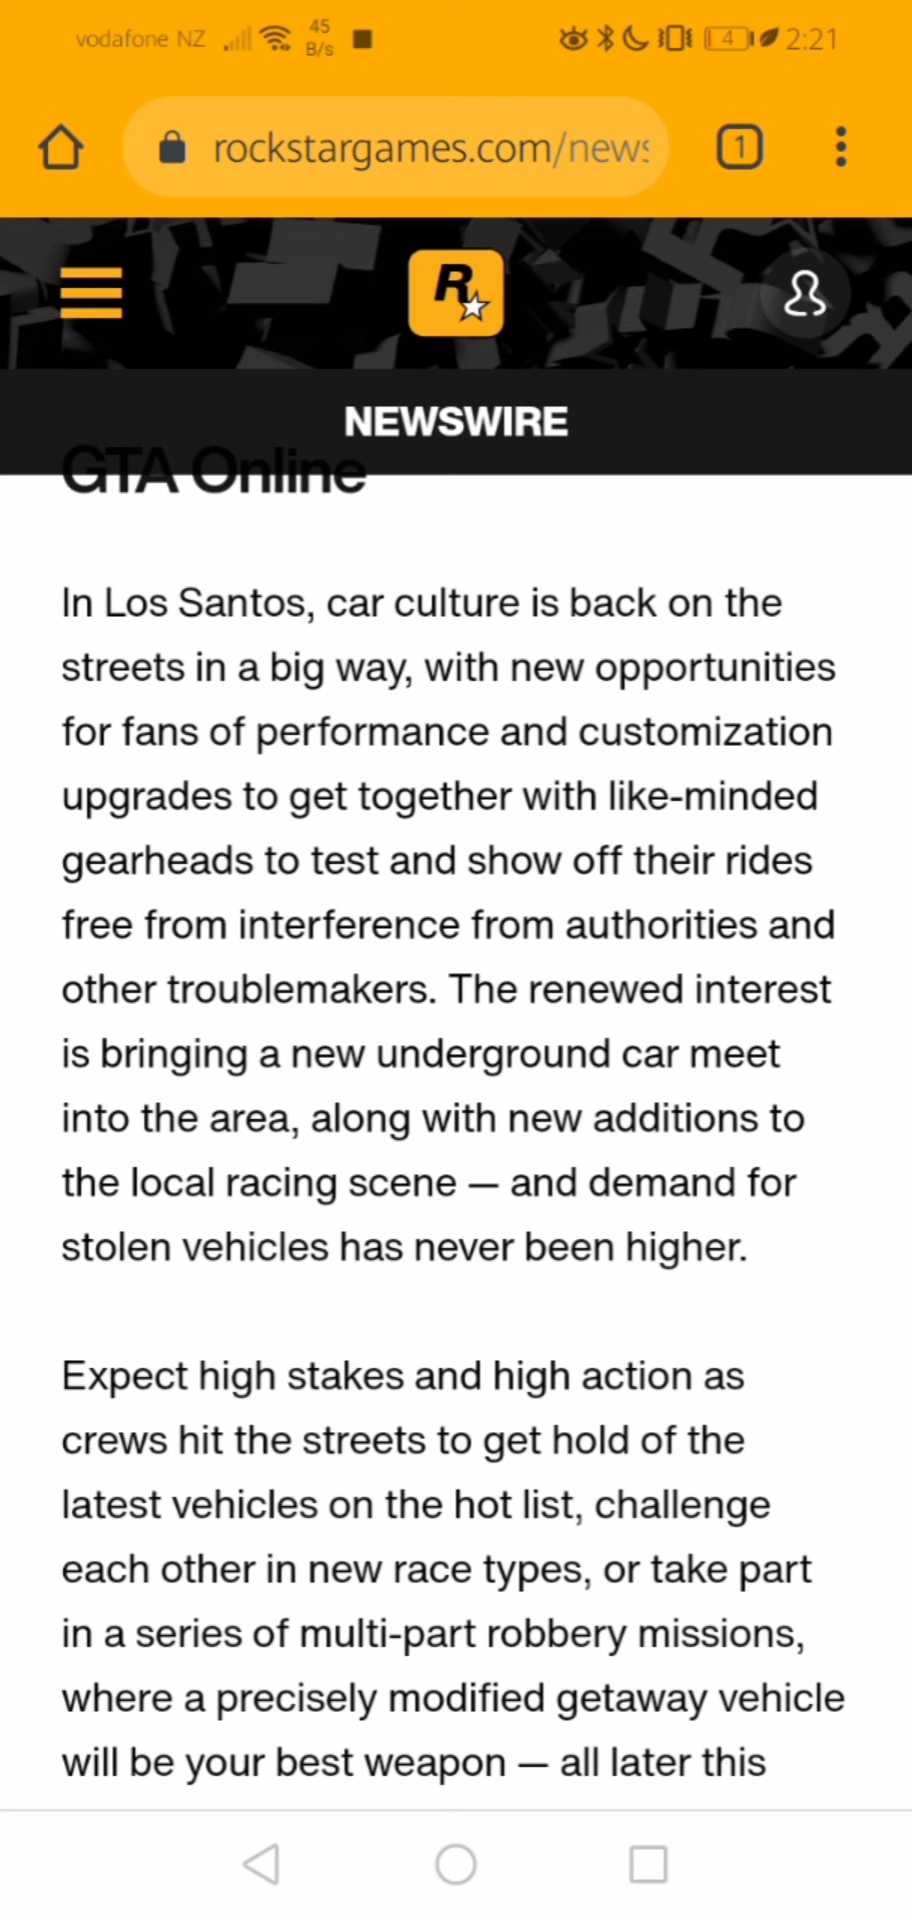 vodafone NZ 45 B/s 4 2:21
rockstargames.com/news 1
R
NEWSWIRE
GTA Online
In Los Santos, car culture is back on the
streets in a big way, with new opportunities
for fans of performance and customization
upgrades to get together with like-minded
gearheads to test and show off their rides
free from interference from authorities and
other troublemakers. The renewed interest
is bringing a new underground car meet
into the area, along with new additions to
the local racing scene — and demand for
stolen vehicles has never been higher.
Expect high stakes and high action as
crews hit the streets to get hold of the
latest vehicles on the hot list, challenge
each other in new race types, or take part
in a series of multi-part robbery missions,
where a precisely modified getaway vehicle
will be your best weapon — all later this